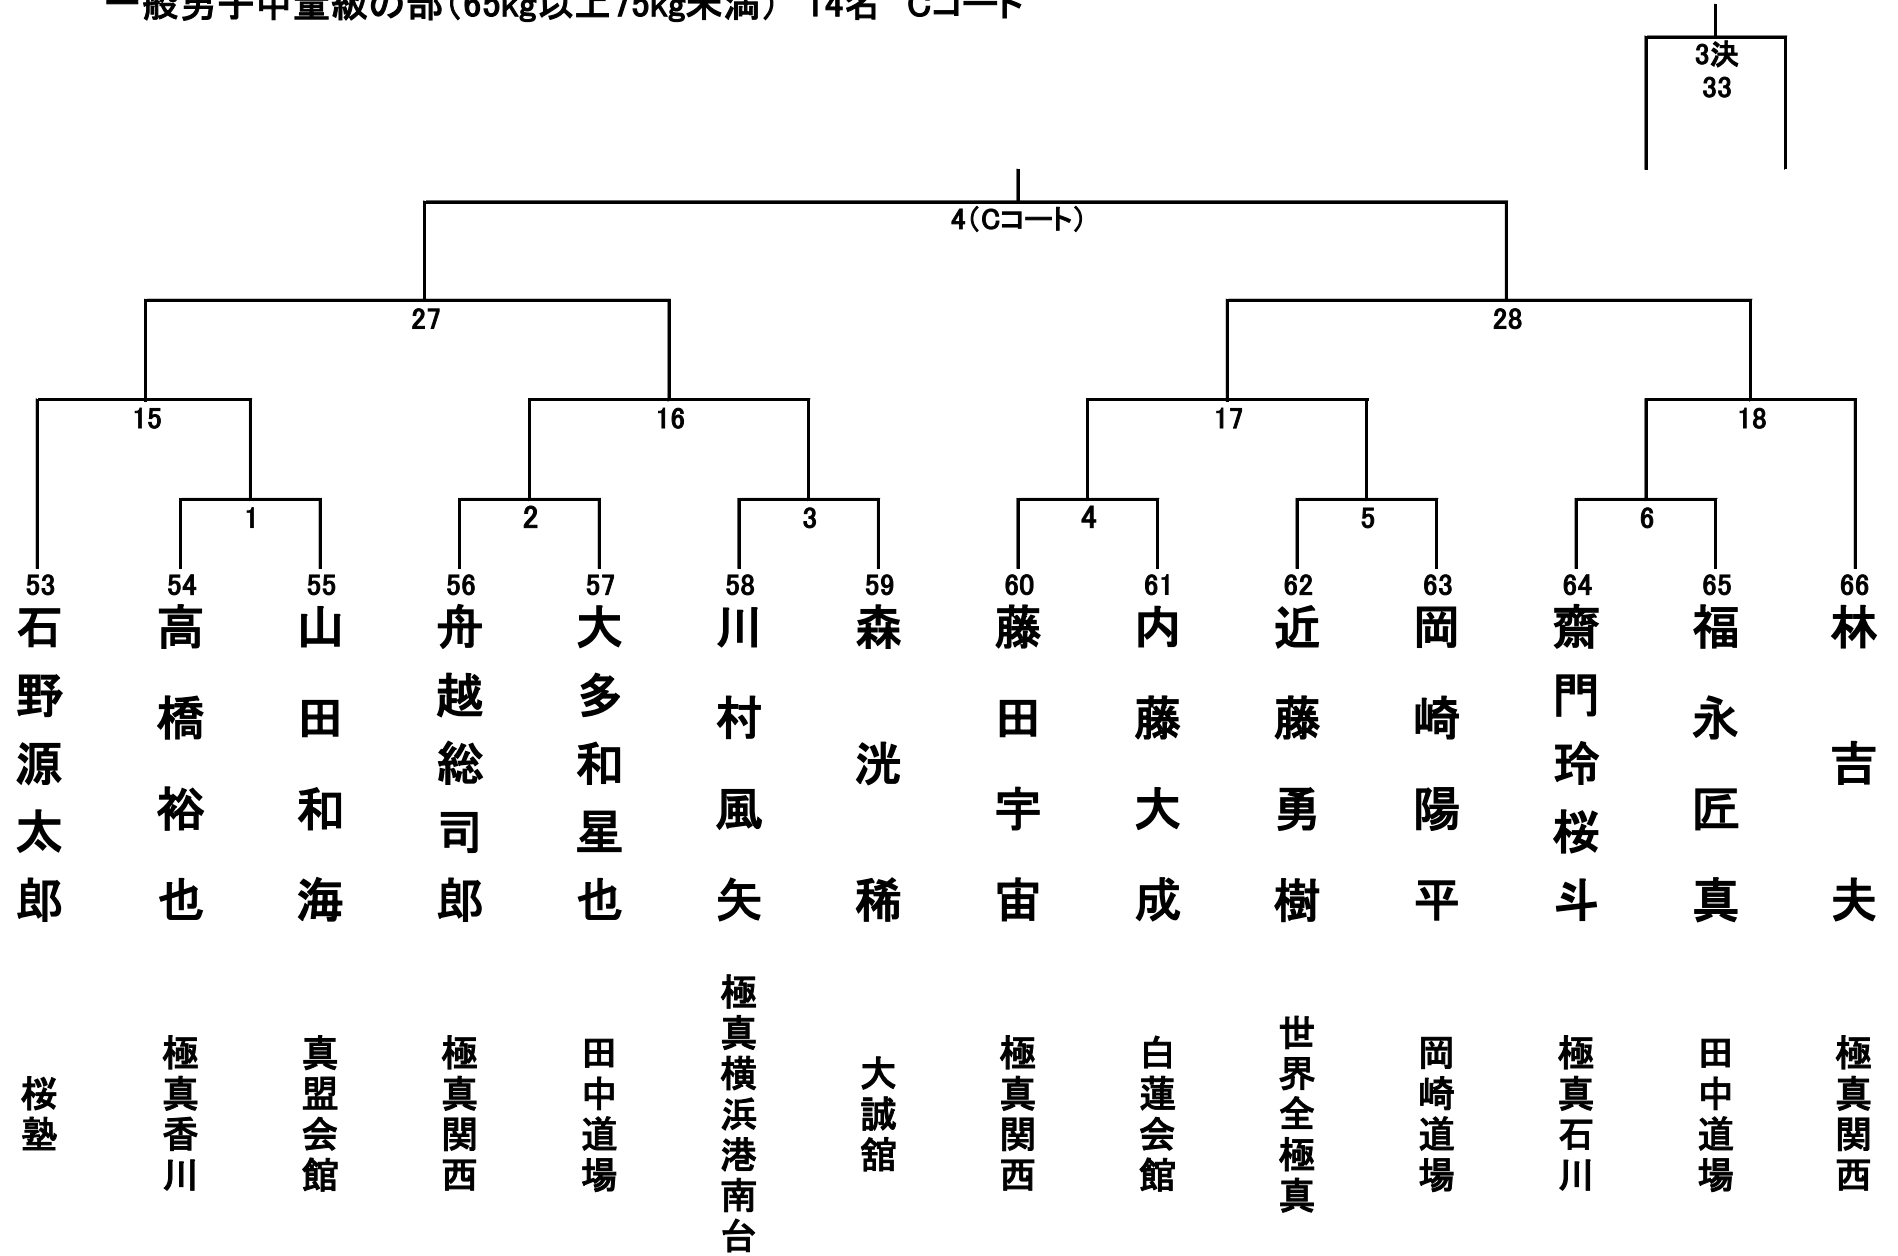 一般男子中量級の部（65kg以上75kg未満） 14名 Cコート
3決
33
4（Cコート）
27
28
15
16
17
18
1
2
3
4
5
6
53
54
55
56
57
58
59
60
61
62
63
64
65
66
石野源太郎
高橋裕也
山田和海
舟越総司郎
大多和星也
川村風矢
森洸稀
藤田宇宙
内藤大成
近藤勇樹
岡崎陽平
齋門玲桜斗
福永匠真
林吉夫
桜塾
極真香川
真盟会館
極真関西
田中道場
極真横浜港南台
大誠舘
極真関西
白蓮会館
世界全極真
岡崎道場
極真石川
田中道場
極真関西